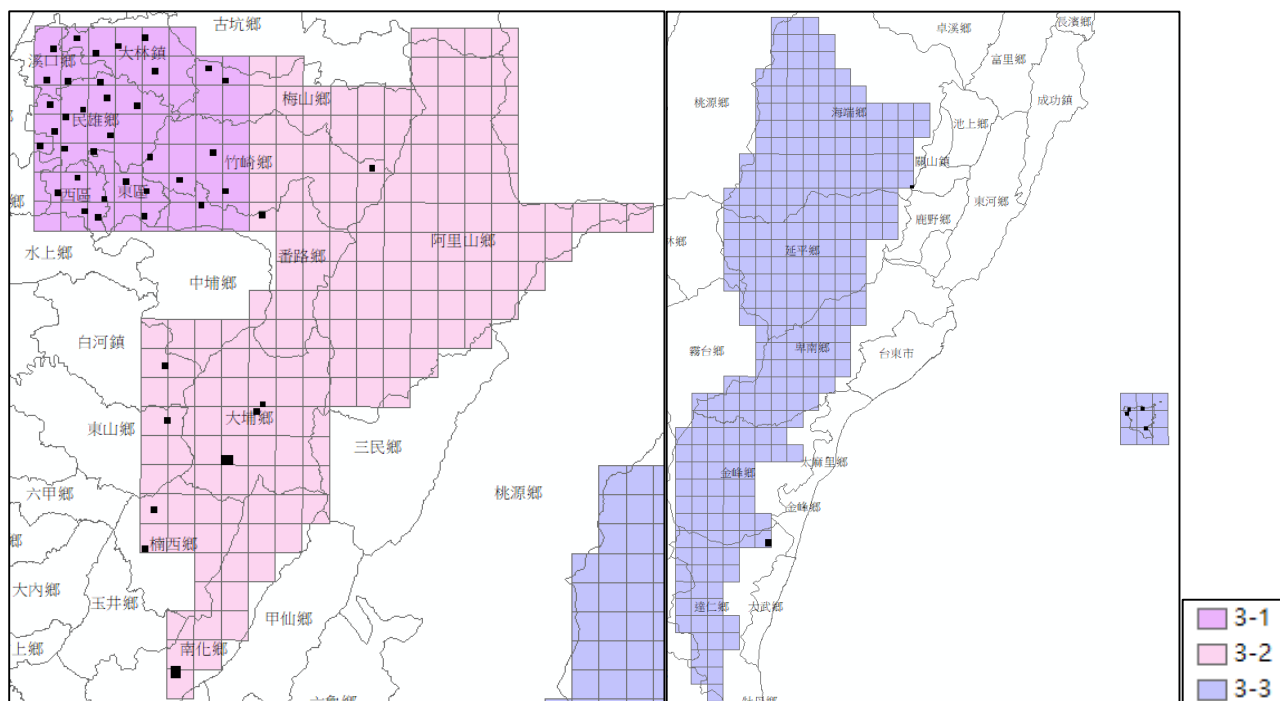 古坑鄉
溪口鄉
大林鎮
梅山鄉
民雄鄉
竹崎鄉
鄉
西區
東區
水上鄉
番路鄉
阿里山鄉
中埔鄉
白河鎮
大埔鄉
東山鄉
三民鄉
六甲鄉
桃源鄉
鄉
楠西鄉
大內鄉
玉井鄉
甲仙鄉
上鄉
南化鄉
卓溪鄉
長濱鄉
富里鄉
桃源鄉
海端鄉
成功鎮
池上鄉
關山鎮
東河鄉
鹿野鄉
林鄉
延平鄉
霧台鄉
卑南鄉
台東市
太麻里鄉
金峰鄉
金峰鄉
達仁鄉
大武鄉
3-1
3-2
3-3